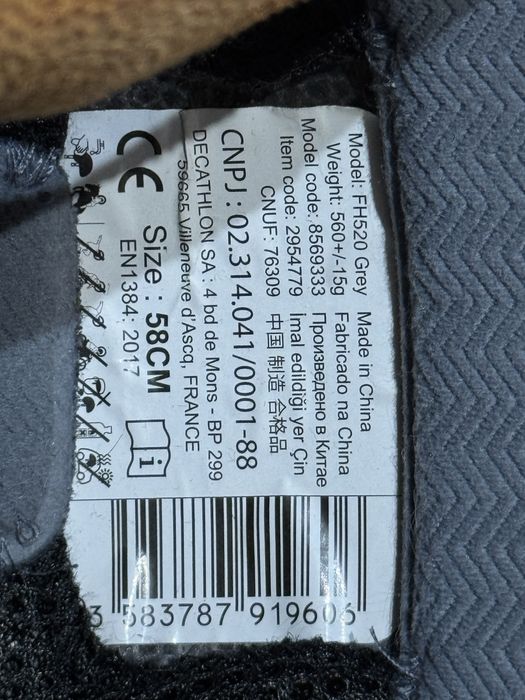 Model: FH520 Grey
Weight: 560+/-15g
Model code: 8569333
Item code: 2954779
CNUF: 76309
Made in China
Fabricado na China
Произведено в Китае
İmal edildiği yer Çin
中国 制造 合格品
CNPJ : 02.314.041/0001-88
DECATHLON SA : 4 bd de Mons - BP 299
59665 Villeneuve d'Ascq, FRANCE
CE
Size : 58CM
EN1384: 2017
3 583787 919606